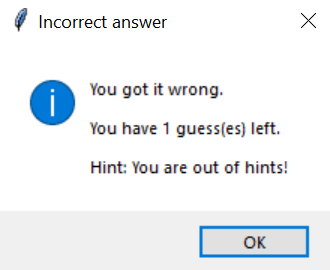 Incorrect answer
You got it wrong.
You have 1 guess(es) left.
Hint: You are out of hints!
OK